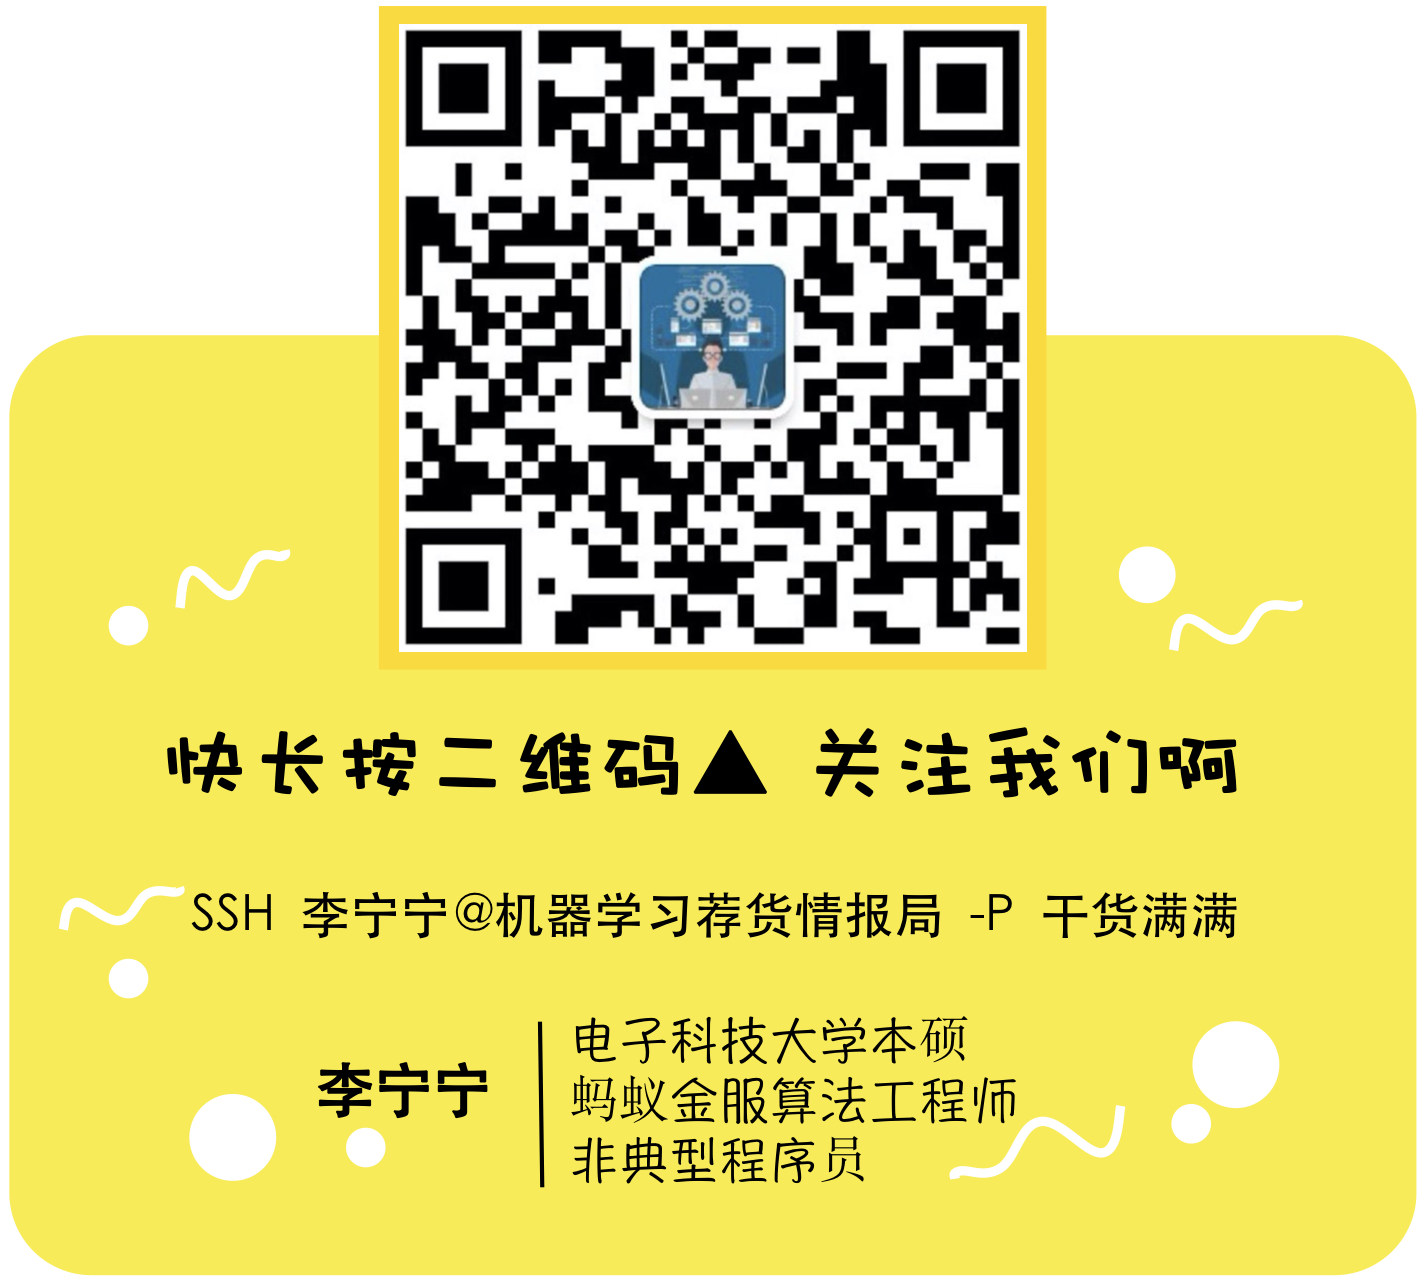 快长按二维码▲ 关注我们啊
SSH 李宁宁@机器学习荐货情报局 -P 干货满满
李宁宁
电子科技大学本硕
蚂蚁金服算法工程师
非典型程序员